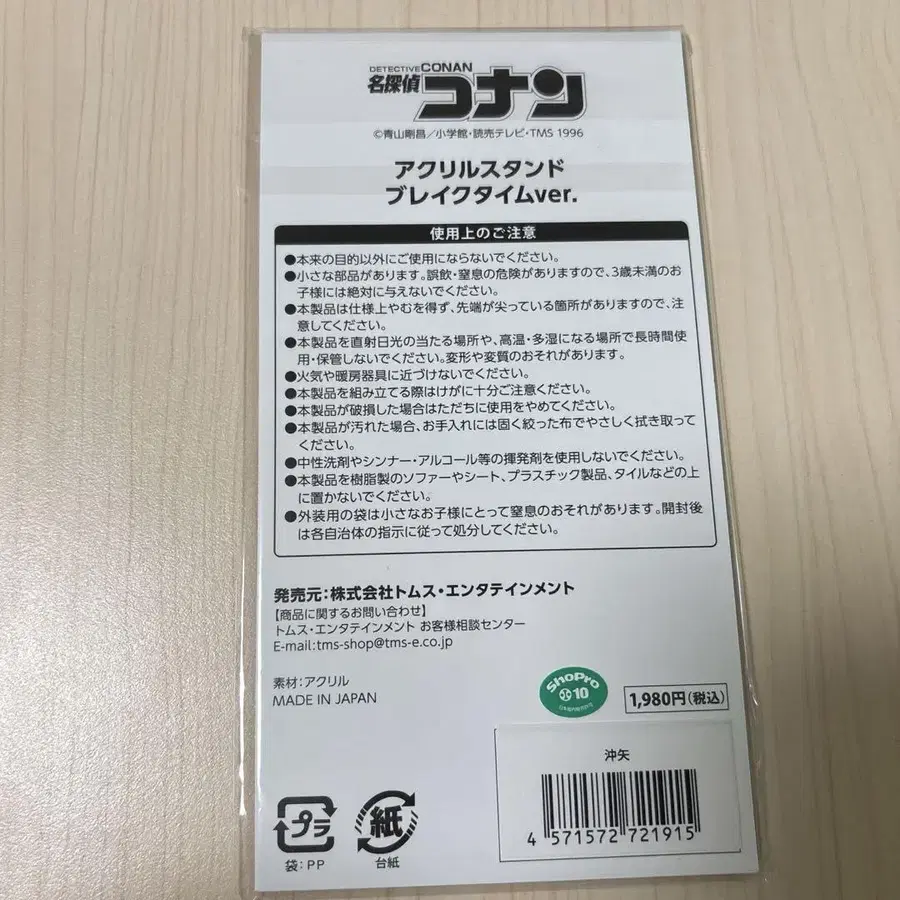 DETECTIVE CONAN
名探偵コナン
©青山剛昌/小学館・読売テレビ・TMS 1996
アクリルスタンド
ブレイクタイムver.
使用上のご注意
●本来の目的以外にご使用にならないでください。
●小さな部品があります。誤飲・窒息の危険がありますので、3歳未満のお
子様には絶対に与えないでください。
●本製品は仕様上やむを得ず、先端が尖っている箇所がありますので、注
意してください。
●本製品を直射日光の当たる場所や、高温・多湿になる場所で長時間使
用・保管しないでください。変形や変質のおそれがあります。
●火気や暖房器具に近づけないでください。
●本製品を組み立てる際はけがに十分ご注意ください。
●本製品が破損した場合はただちに使用をやめてください。
●本製品が汚れた場合、お手入れには固く絞った布でやさしく拭き取って
ください。
●中性洗剤やシンナー・アルコール等の揮発剤を使用しないでください。
●本製品を樹脂製のソファーやシート、プラスチック製品、タイルなどの上
に置かないでください。
●外装用の袋は小さなお子様にとって窒息のおそれがあります。開封後
は各自治体の指示に従って処分してください。
発売元:株式会社トムス・エンタテインメント
【商品に関するお問い合わせ】
トムス・エンタテインメント お客様相談センター
E-mail:tms-shop@tms-e.co.jp
素材:アクリル
MADE IN JAPAN
ShoPro
10
1,980円(税込)
沖矢
4 571572 721915
プラ
袋:PP
紙
台紙